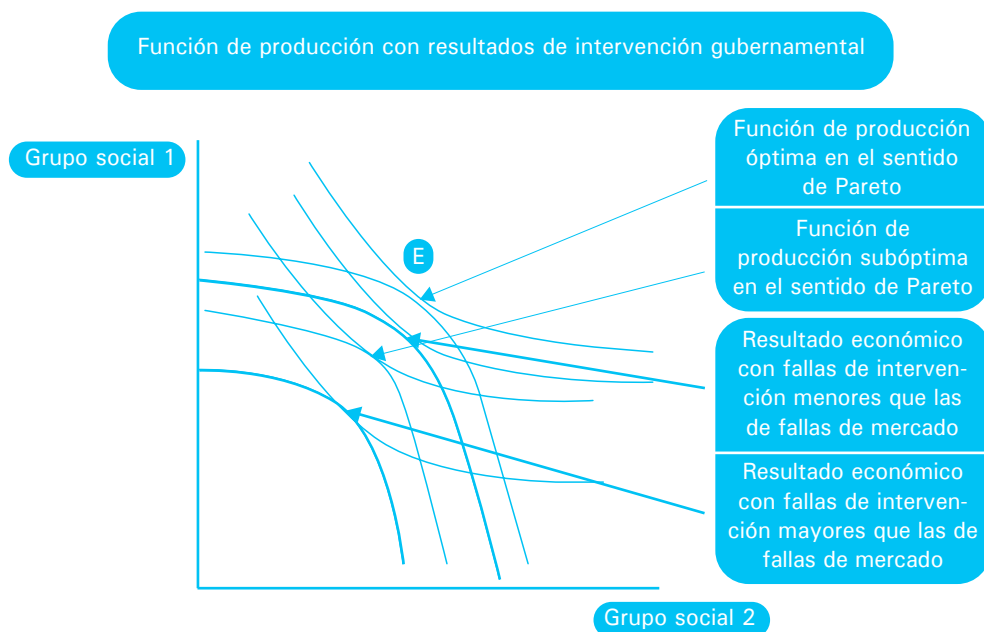 Función de producción con resultados de intervención gubernamental
Grupo social 1
E
Función de producción
óptima en el sentido
de Pareto
Función de
producción subóptima
en el sentido de Pareto
Resultado económico
con fallas de interven-
ción menores que las
de fallas de mercado
Resultado económico
con fallas de interven-
ción mayores que las de
fallas de mercado
Grupo social 2